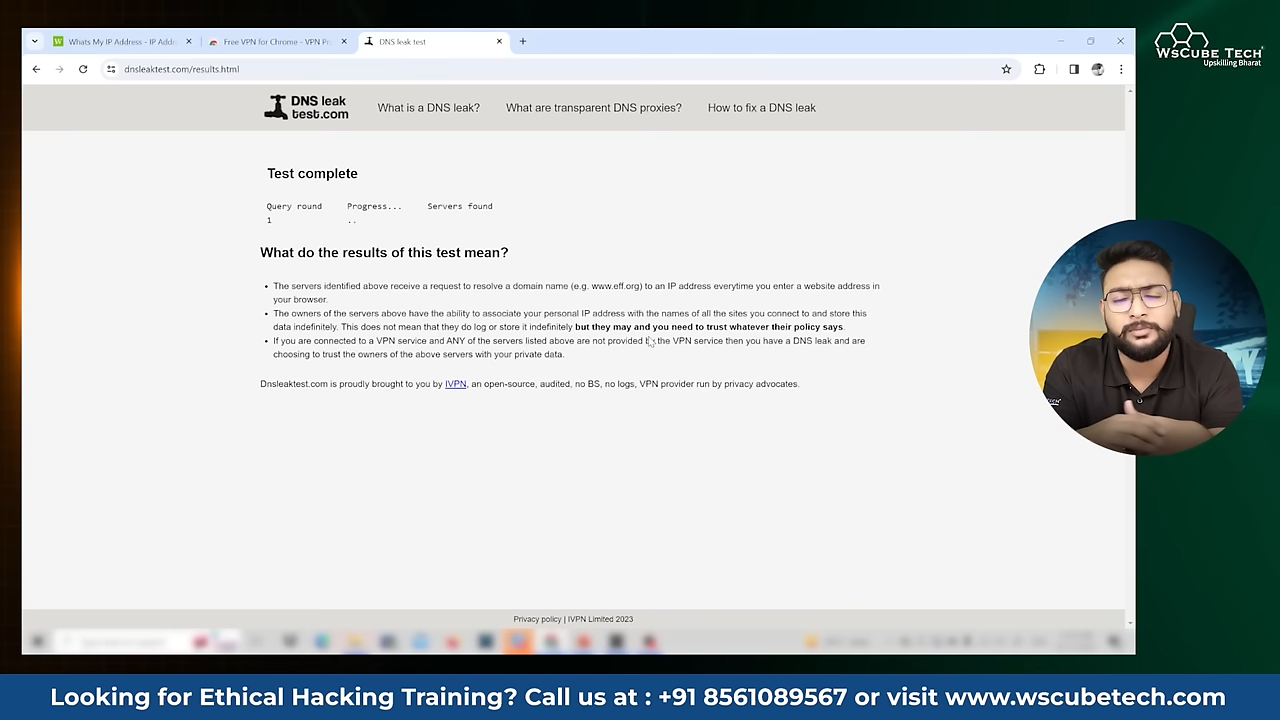 Whats My IP Address - IP Addr
Free VPN for Chrome - VPN Pr
DNS leak test
dnsleaktest.com/results.html
WSCUBE TECH
Upskilling Bharat
DNS leak
test.com
What is a DNS leak?
What are transparent DNS proxies?
How to fix a DNS leak
Test complete
Query round Progress... Servers found
1 ..
What do the results of this test mean?
• The servers identified above receive a request to resolve a domain name (e.g. www.eff.org) to an IP address everytime you enter a website address in
your browser.
• The owners of the servers above have the ability to associate your personal IP address with the names of all the sites you connect to and store this
data indefinitely. This does not mean that they do log or store it indefinitely but they may and you need to trust whatever their policy says.
• If you are connected to a VPN service and ANY of the servers listed above are not provided by the VPN service then you have a DNS leak and are
choosing to trust the owners of the above servers with your private data.
Dnsleaktest.com is proudly brought to you by IVPN, an open-source, audited, no BS, no logs, VPN provider run by privacy advocates.
Privacy policy | IVPN Limited 2023
Looking for Ethical Hacking Training? Call us at : +91 8561089567 or visit www.wscubetech.com